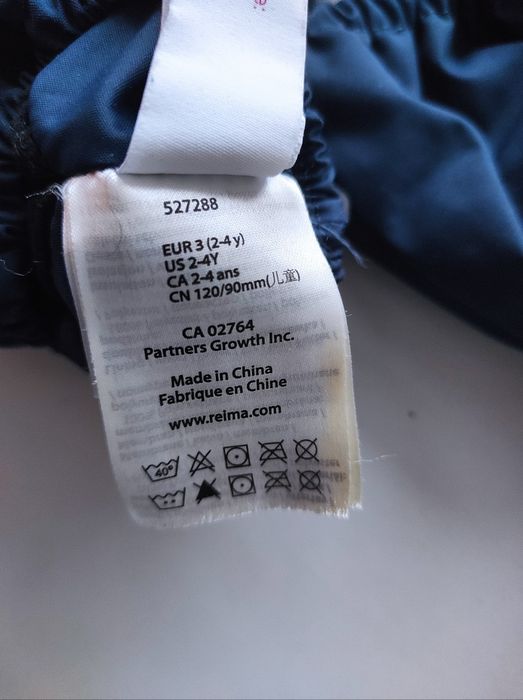 527288
EUR 3 (2-4 y)
US 2-4Y
CA 2-4 ans
CN 120/90mm(儿童)
CA 02764
Partners Growth Inc.
Made in China
Fabrique en Chine
www.reima.com
40°